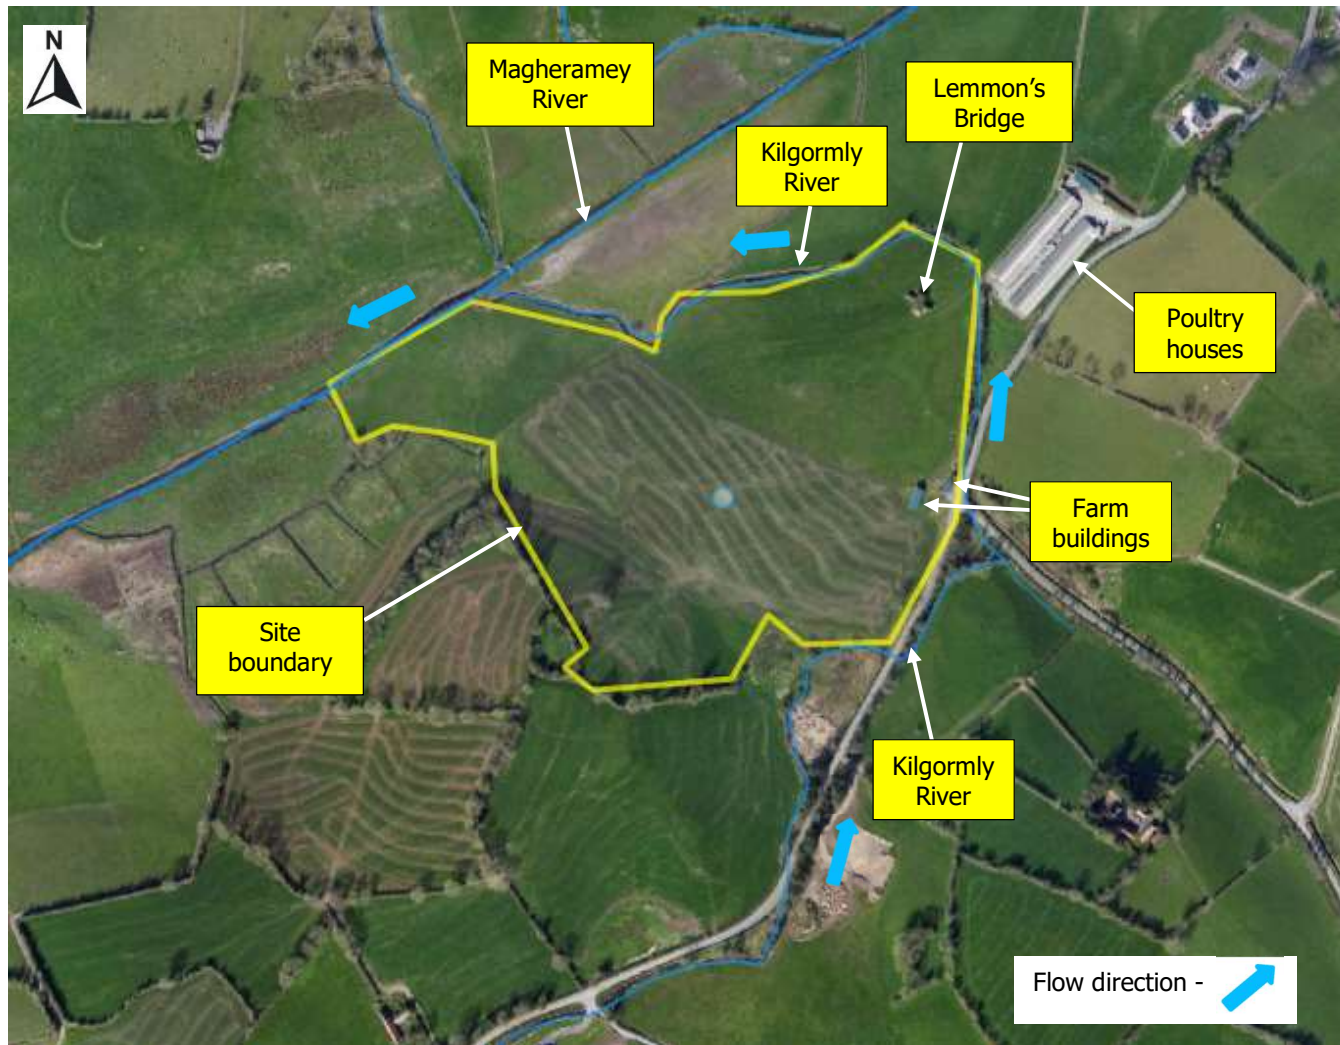 N
Magheramey
River
Lemmon's
Bridge
Kilgormly
River
Poultry
houses
Farm
buildings
Site
boundary
Kilgormly
River
Flow direction -